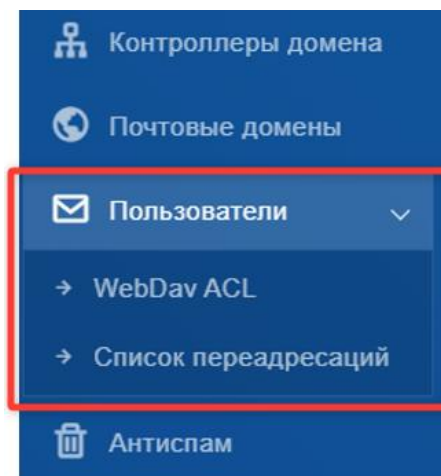 Контроллеры домена
Почтовые домены
Пользователи
WebDav ACL
Список переадресаций
Антиспам